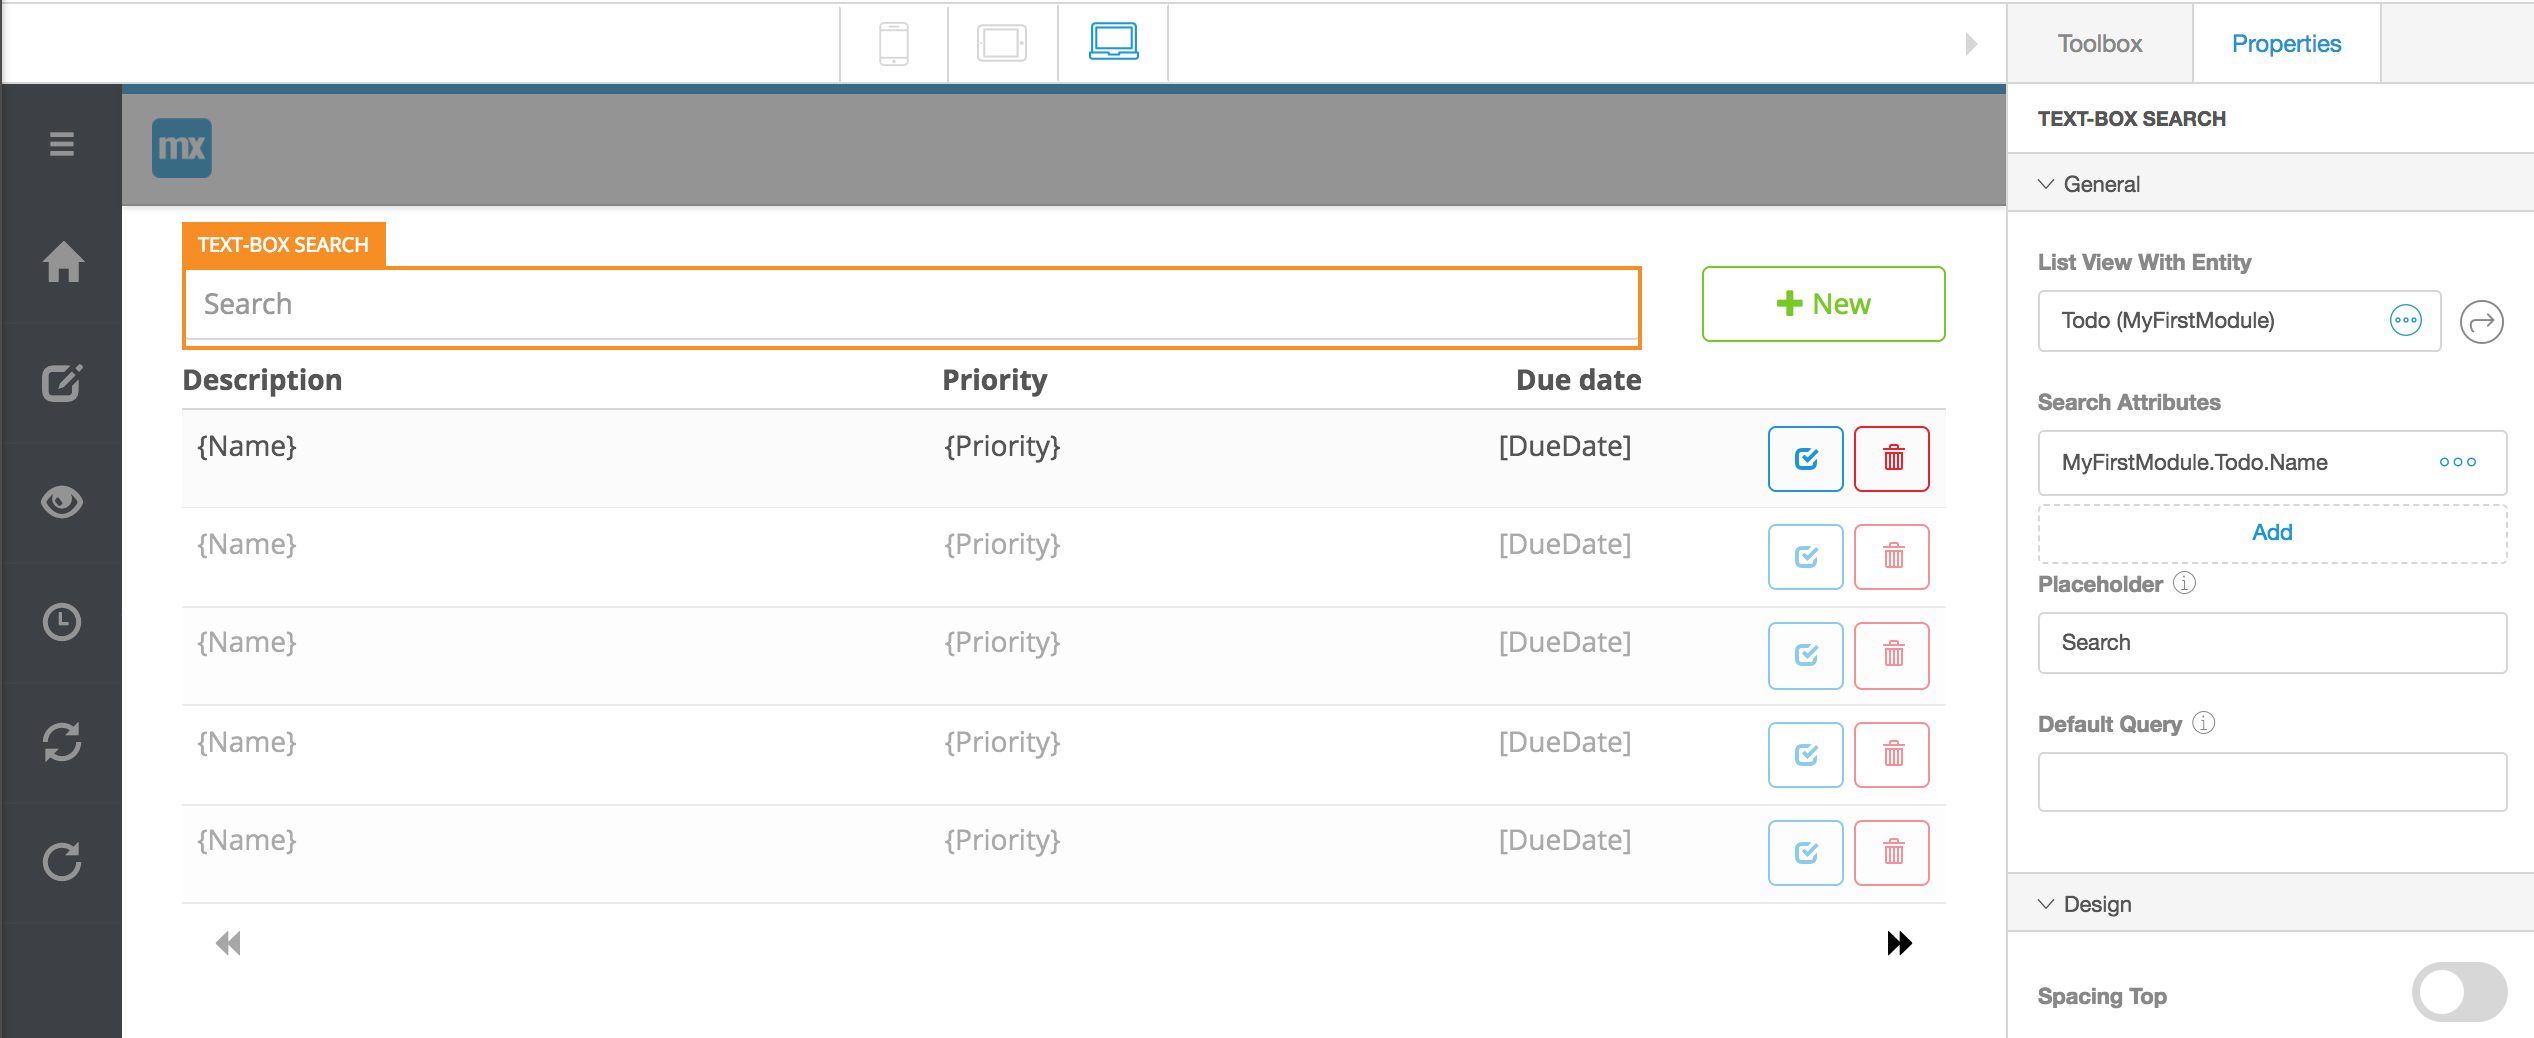 Toolbox
Properties
mx
TEXT-BOX SEARCH
Search
New
Description Priority Due date
{Name} {Priority} [DueDate]
{Name} {Priority} [DueDate]
{Name} {Priority} [DueDate]
{Name} {Priority} [DueDate]
{Name} {Priority} [DueDate]
TEXT-BOX SEARCH
General
List View With Entity
Todo (MyFirstModule)
Search Attributes
MyFirstModule.Todo.Name
Add
Placeholder
Search
Default Query
Design
Spacing Top